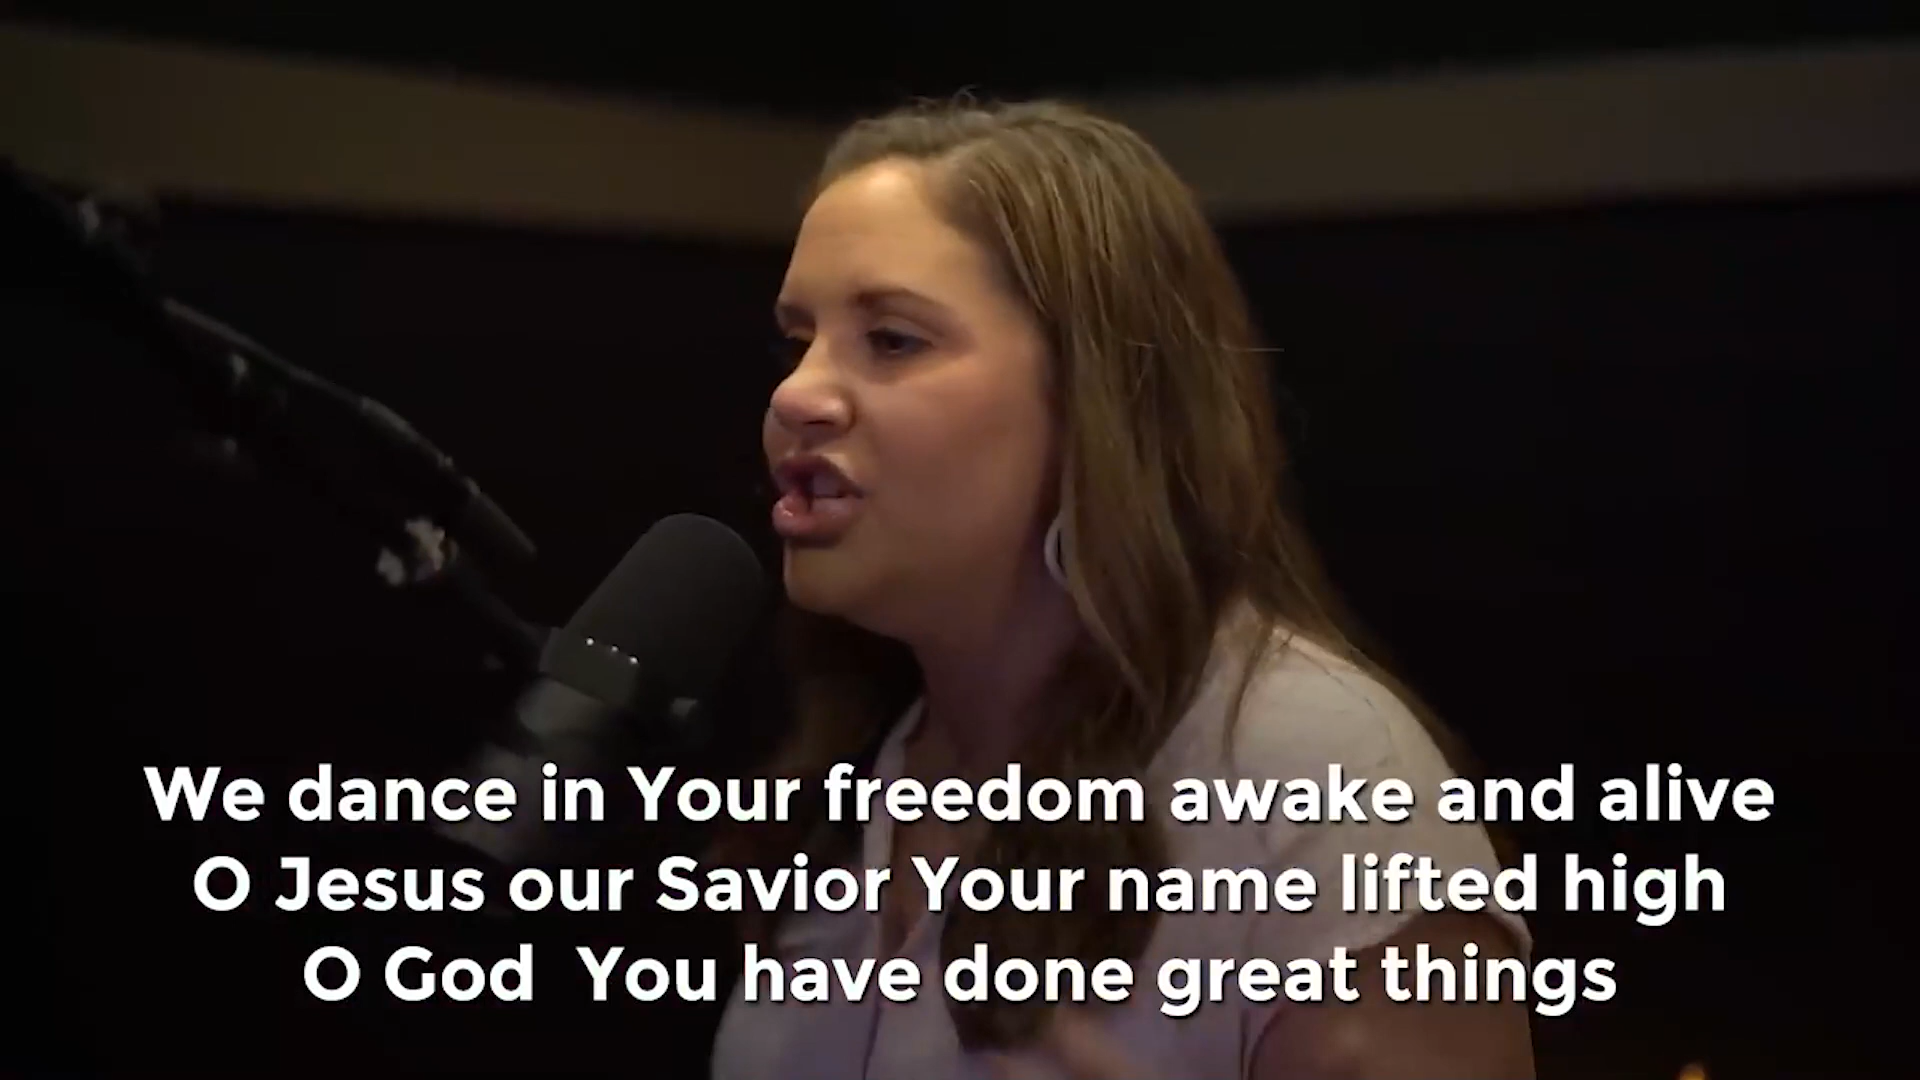 We dance in Your freedom awake and alive
O Jesus our Savior Your name lifted high
O God  You have done great things